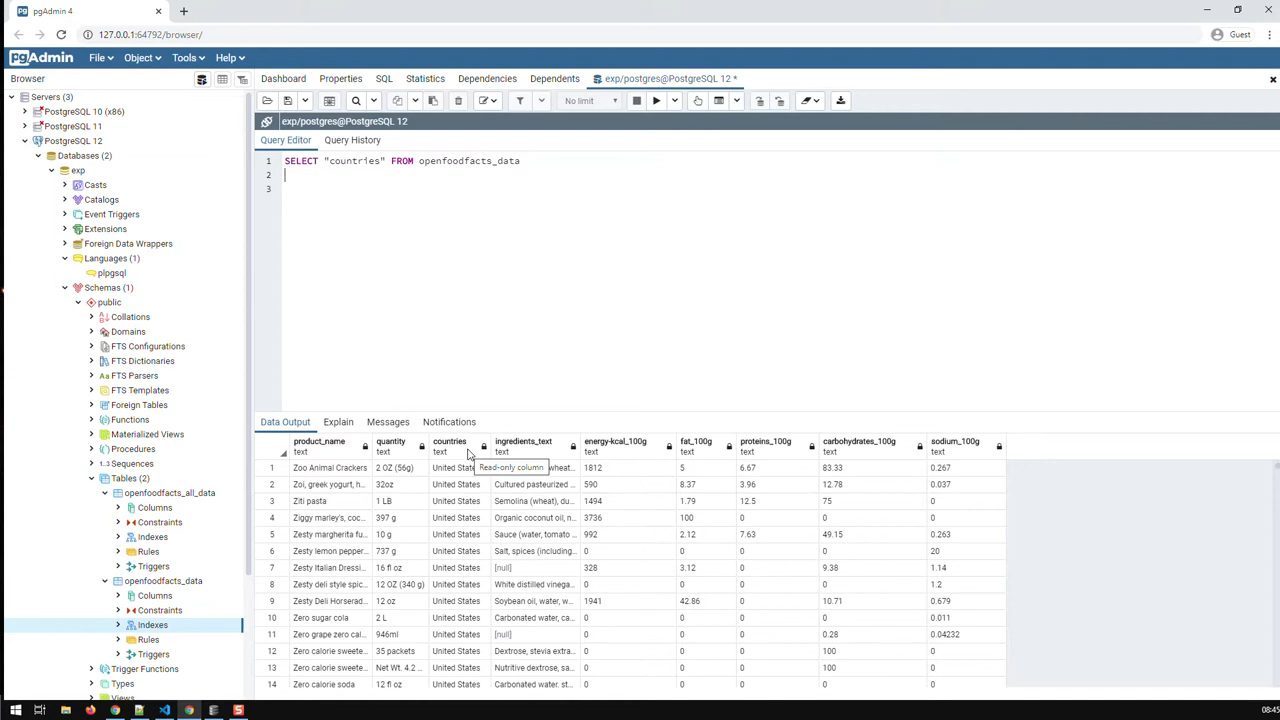 pgAdmin 4
127.0.0.1:64792/browser/
Guest
pgAdmin File Object Tools Help
Browser
Dashboard Properties SQL Statistics Dependencies Dependents exp/postgres@PostgreSQL 12 *
Servers (3)
PostgreSQL 10 (x86)
PostgreSQL 11
PostgreSQL 12
Databases (2)
exp
Casts
Catalogs
Event Triggers
Extensions
Foreign Data Wrappers
Languages (1)
plpgsql
Schemas (1)
public
Collations
Domains
FTS Configurations
FTS Dictionaries
FTS Parsers
FTS Templates
Foreign Tables
Functions
Materialized Views
Procedures
Sequences
Tables (2)
openfoodfacts_all_data
Columns
Constraints
Indexes
Rules
Triggers
openfoodfacts_data
Columns
Constraints
Indexes
Rules
Triggers
Trigger Functions
Types
Views
No limit
exp/postgres@PostgreSQL 12
Query Editor Query History
1 SELECT "countries" FROM openfoodfacts_data
2
3
Data Output Explain Messages Notifications
product_name quantity countries ingredients_text energy-kcal_100g fat_100g proteins_100g carbohydrates_100g sodium_100g
text text text text text text text text text
Read-only column
1 Zoo Animal Crackers 2 OZ (56g) United State wheat... 1812 5 6.67 83.33 0.267
2 Zoi, greek yogurt, h... 32oz United States Cultured pasteurized 590 8.37 3.96 12.78 0.037
3 Ziti pasta 1 LB United States Semolina (wheat), du... 1494 1.79 12.5 75 0
4 Ziggy marley's, coc... 397 g United States Organic coconut oil, n... 3736 100 0 0 0
5 Zesty margherita fu... 10 g United States Sauce (water, tomato ... 992 2.12 7.63 49.15 0.263
6 Zesty lemon pepper... 737 g United States Salt, spices (including... 0 0 0 0 20
7 Zesty Italian Dressi... 16 fl oz United States [null] 328 3.12 0 9.38 1.14
8 Zesty deli style spic... 12 OZ (340 g) United States White distilled vinega... 0 0 0 0 1.2
9 Zesty Deli Horserad... 12 oz United States Soybean oil, water, w... 1941 42.86 0 10.71 0.679
10 Zero sugar cola 2 L United States Carbonated water, ca... 0 0 0 0 0.011
11 Zero grape zero cal... 946ml United States [null] 0 0 0 0.28 0.04232
12 Zero calorie sweete... 35 packets United States Dextrose, stevia extra... 0 0 0 100 0
13 Zero calorie sweete... Net Wt. 4.2 ... United States Nutritive dextrose, sa... 0 0 0 100 0
14 Zero calorie soda 12 fl oz United States Carbonated water. st... 0 0 0 0 0
08:45